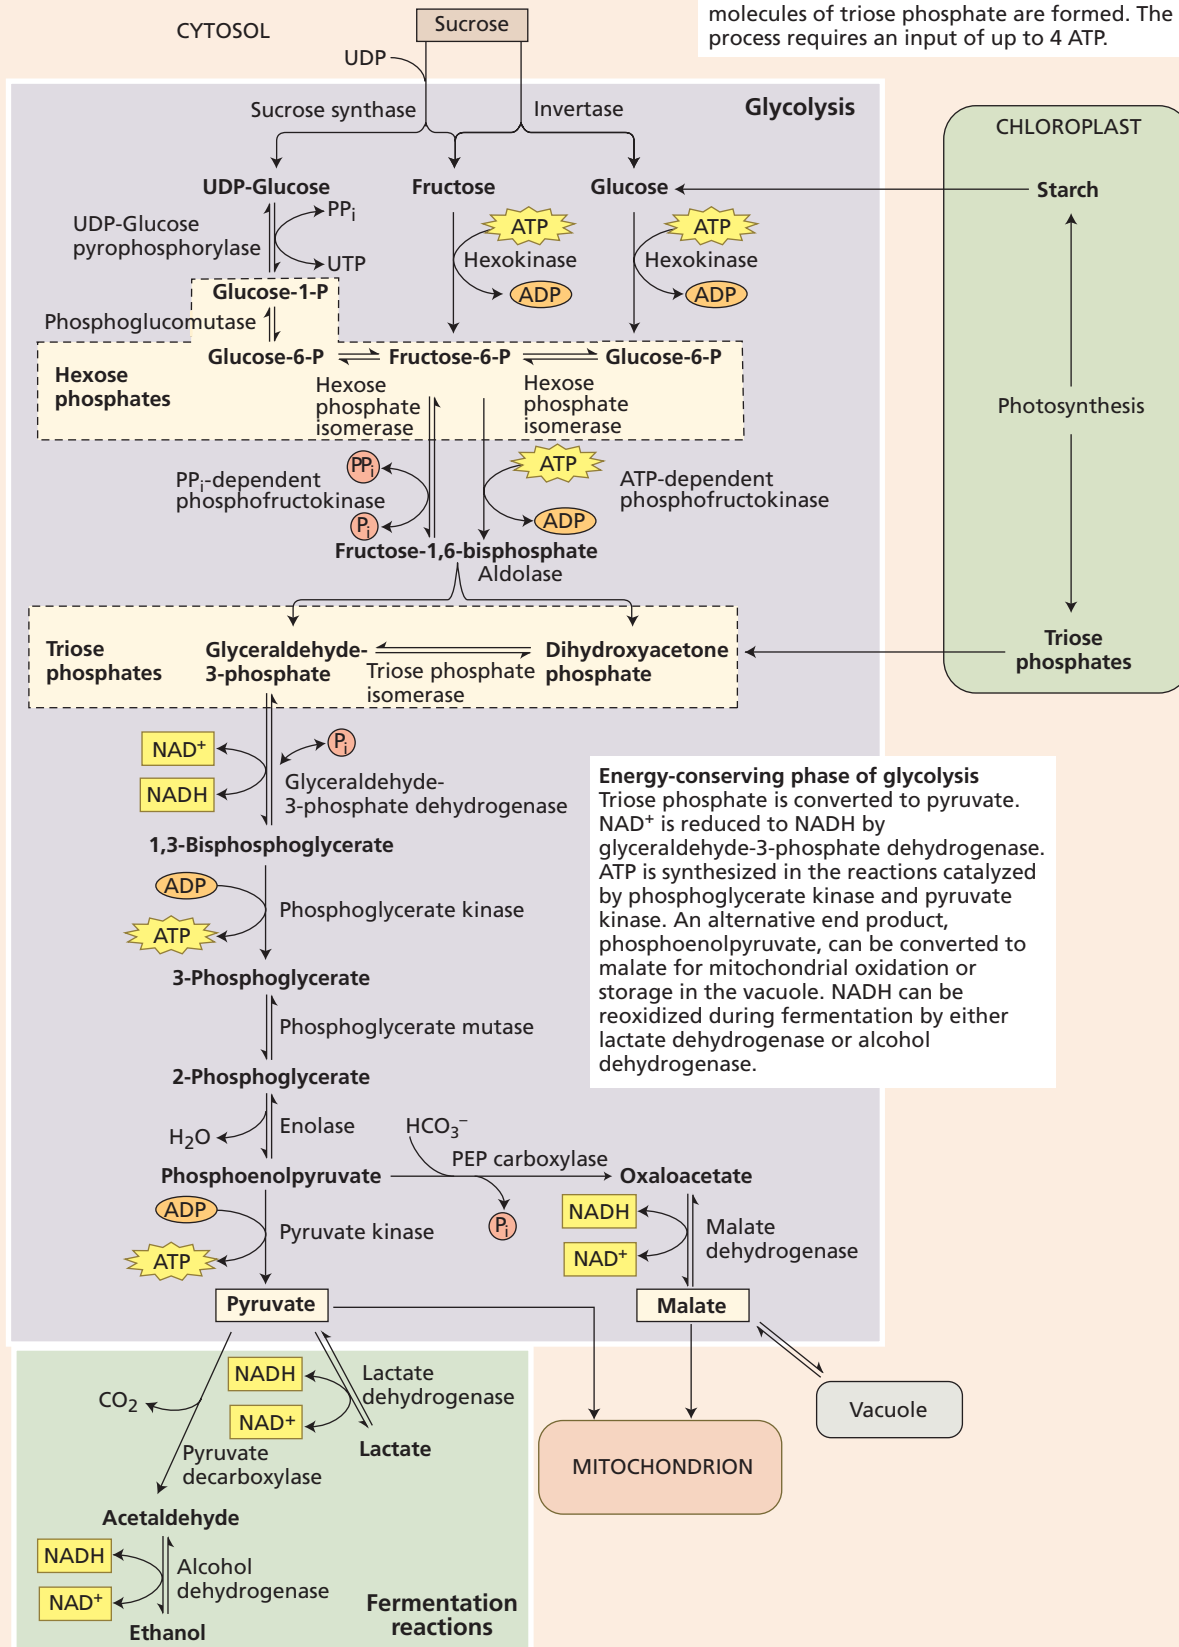 molecules of triose phosphate are formed. The
process requires an input of up to 4 ATP.
CYTOSOL
Sucrose
UDP
Sucrose synthase
Invertase
Glycolysis
CHLOROPLAST
UDP-Glucose
Fructose
Glucose
Starch
UDP-Glucose
pyrophosphorylase
PPi
UTP
ATP
Hexokinase
ADP
ATP
Hexokinase
ADP
Glucose-1-P
Phosphoglucomutase
Glucose-6-P
Fructose-6-P
Glucose-6-P
Hexose
phosphates
Hexose
phosphate
isomerase
Hexose
phosphate
isomerase
Photosynthesis
PPi
PPi-dependent
phosphofructokinase
Pi
ATP
ATP-dependent
phosphofructokinase
ADP
Fructose-1,6-bisphosphate
Aldolase
Triose
phosphates
Glyceraldehyde-
3-phosphate
Triose phosphate
isomerase
Dihydroxyacetone
phosphate
Triose
phosphates
NAD+
NADH
Pi
Glyceraldehyde-
3-phosphate dehydrogenase
1,3-Bisphosphoglycerate
Energy-conserving phase of glycolysis
Triose phosphate is converted to pyruvate.
NAD+ is reduced to NADH by
glyceraldehyde-3-phosphate dehydrogenase.
ATP is synthesized in the reactions catalyzed
by phosphoglycerate kinase and pyruvate
kinase. An alternative end product,
phosphoenolpyruvate, can be converted to
malate for mitochondrial oxidation or
storage in the vacuole. NADH can be
reoxidized during fermentation by either
lactate dehydrogenase or alcohol
dehydrogenase.
ADP
Phosphoglycerate kinase
ATP
3-Phosphoglycerate
Phosphoglycerate mutase
2-Phosphoglycerate
H2O
Enolase
HCO3−
PEP carboxylase
Phosphoenolpyruvate
Oxaloacetate
ADP
Pyruvate kinase
ATP
Pi
NADH
NAD+
Malate
dehydrogenase
Pyruvate
Malate
CO2
NADH
NAD+
Lactate
dehydrogenase
Lactate
Vacuole
Pyruvate
decarboxylase
MITOCHONDRION
Acetaldehyde
NADH
NAD+
Alcohol
dehydrogenase
Ethanol
Fermentation
reactions